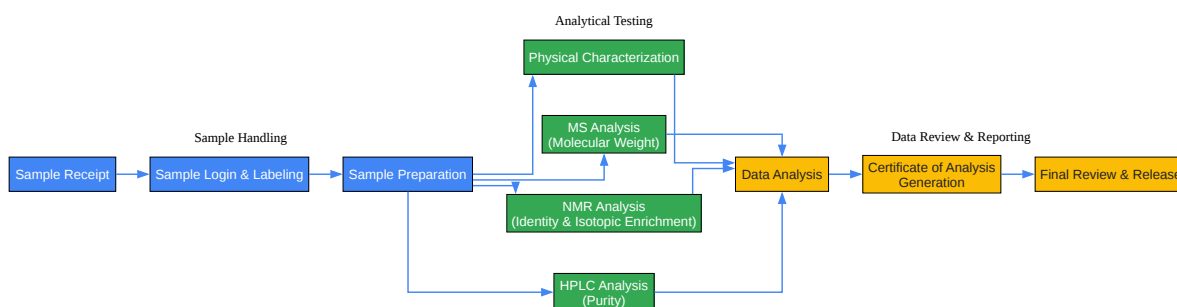 Analytical Testing
Physical Characterization
Sample Handling
MS Analysis
(Molecular Weight)
Data Review & Reporting
Sample Receipt
Sample Login & Labeling
Sample Preparation
Data Analysis
Certificate of Analysis
Generation
Final Review & Release
NMR Analysis
(Identity & Isotopic Enrichment)
HPLC Analysis
(Purity)